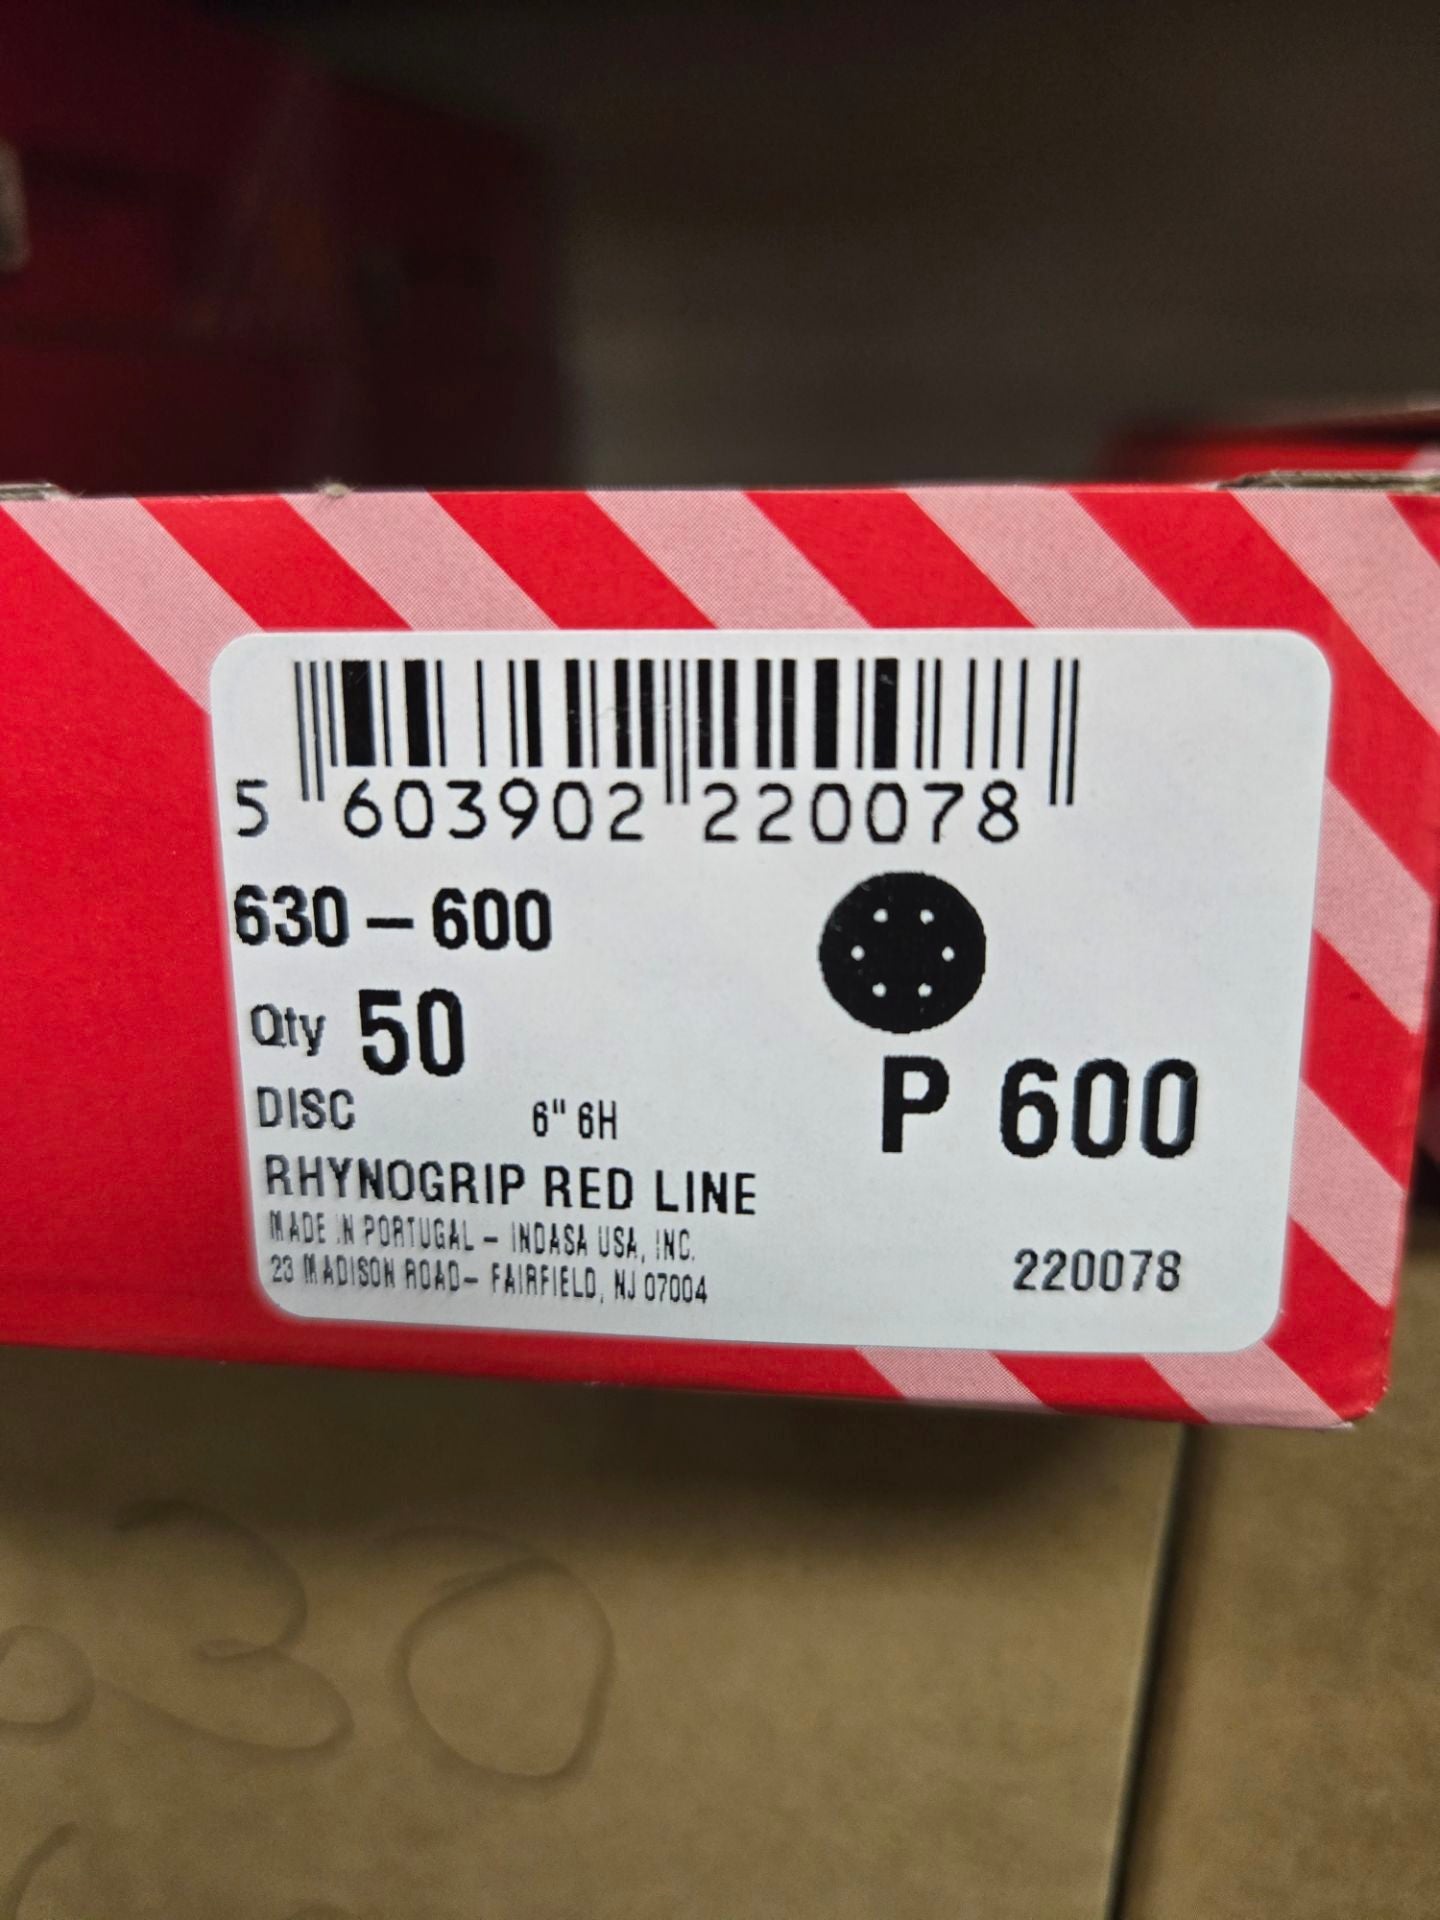 5 603902 220078
630-600
Qty 50
DISC 6" 6H
P 600
RHYNOGRIP RED LINE
MADE IN PORTUGAL - INDASA USA, INC.
23 MADISON ROAD- FAIRFIELD, NJ 07004
220078